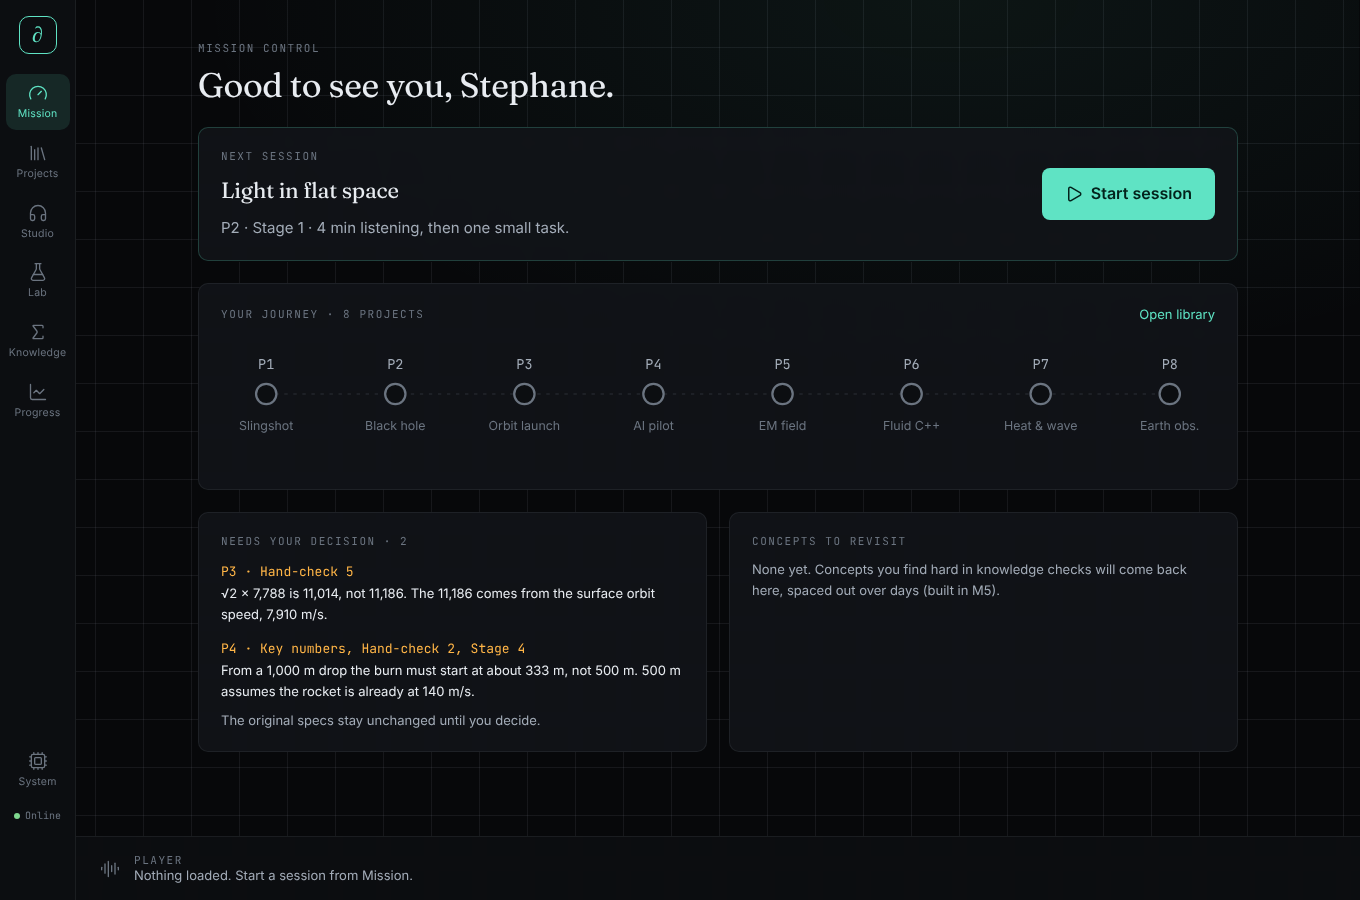 ∂
Mission
Projects
Studio
Lab
Knowledge
Progress
System
Online
MISSION CONTROL
Good to see you, Stephane.
NEXT SESSION
Light in flat space
P2 · Stage 1 · 4 min listening, then one small task.
Start session
YOUR JOURNEY · 8 PROJECTS
Open library
P1 P2 P3 P4 P5 P6 P7 P8
Slingshot Black hole Orbit launch AI pilot EM field Fluid C++ Heat & wave Earth obs.
NEEDS YOUR DECISION · 2
P3 · Hand-check 5
√2 × 7,788 is 11,014, not 11,186. The 11,186 comes from the surface orbit
speed, 7,910 m/s.
P4 · Key numbers, Hand-check 2, Stage 4
From a 1,000 m drop the burn must start at about 333 m, not 500 m. 500 m
assumes the rocket is already at 140 m/s.
The original specs stay unchanged until you decide.
CONCEPTS TO REVISIT
None yet. Concepts you find hard in knowledge checks will come back
here, spaced out over days (built in M5).
PLAYER
Nothing loaded. Start a session from Mission.